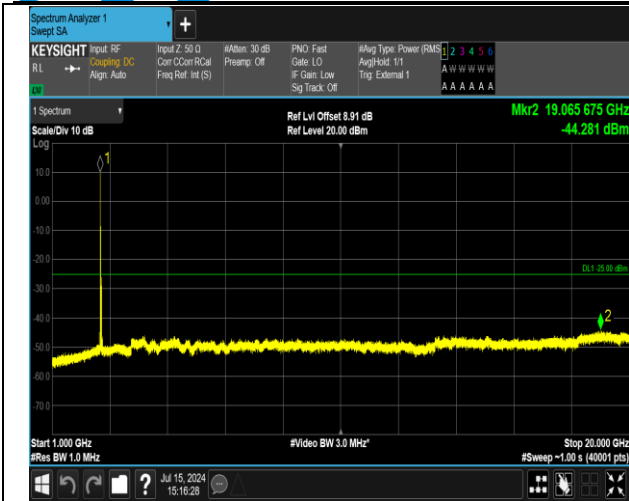 Spectrum Analyzer 1
Swept SA
+
KEYSIGHT
RL
Input: RF
Coupling: DC
Align: Auto
Input Z: 50 Ω
Corr CCorr RCal
Freq Ref: Int (S)
#Atten: 30 dB
Preamp: Off
PNO: Fast
Gate: LO
IF Gain: Low
Sig Track: Off
#Avg Type: Power (RMS
Avg|Hold: 1/1
Trig: External 1
1 2 3 4 5 6
A W W W W W
A A A A A A
1 Spectrum
Scale/Div 10 dB
Log
Ref Lvl Offset 8.91 dB
Ref Level 20.00 dBm
Mkr2 19.065 675 GHz
-44.281 dBm
1
10.0
0.00
-10.0
-20.0
DL1 -25.00 dBm
-30.0
-40.0
2
-50.0
-60.0
-70.0
Start 1.000 GHz
#Res BW 1.0 MHz
#Video BW 3.0 MHz*
Stop 20.000 GHz
#Sweep ~1.00 s (40001 pts)
?
Jul 15, 2024
15:16:28